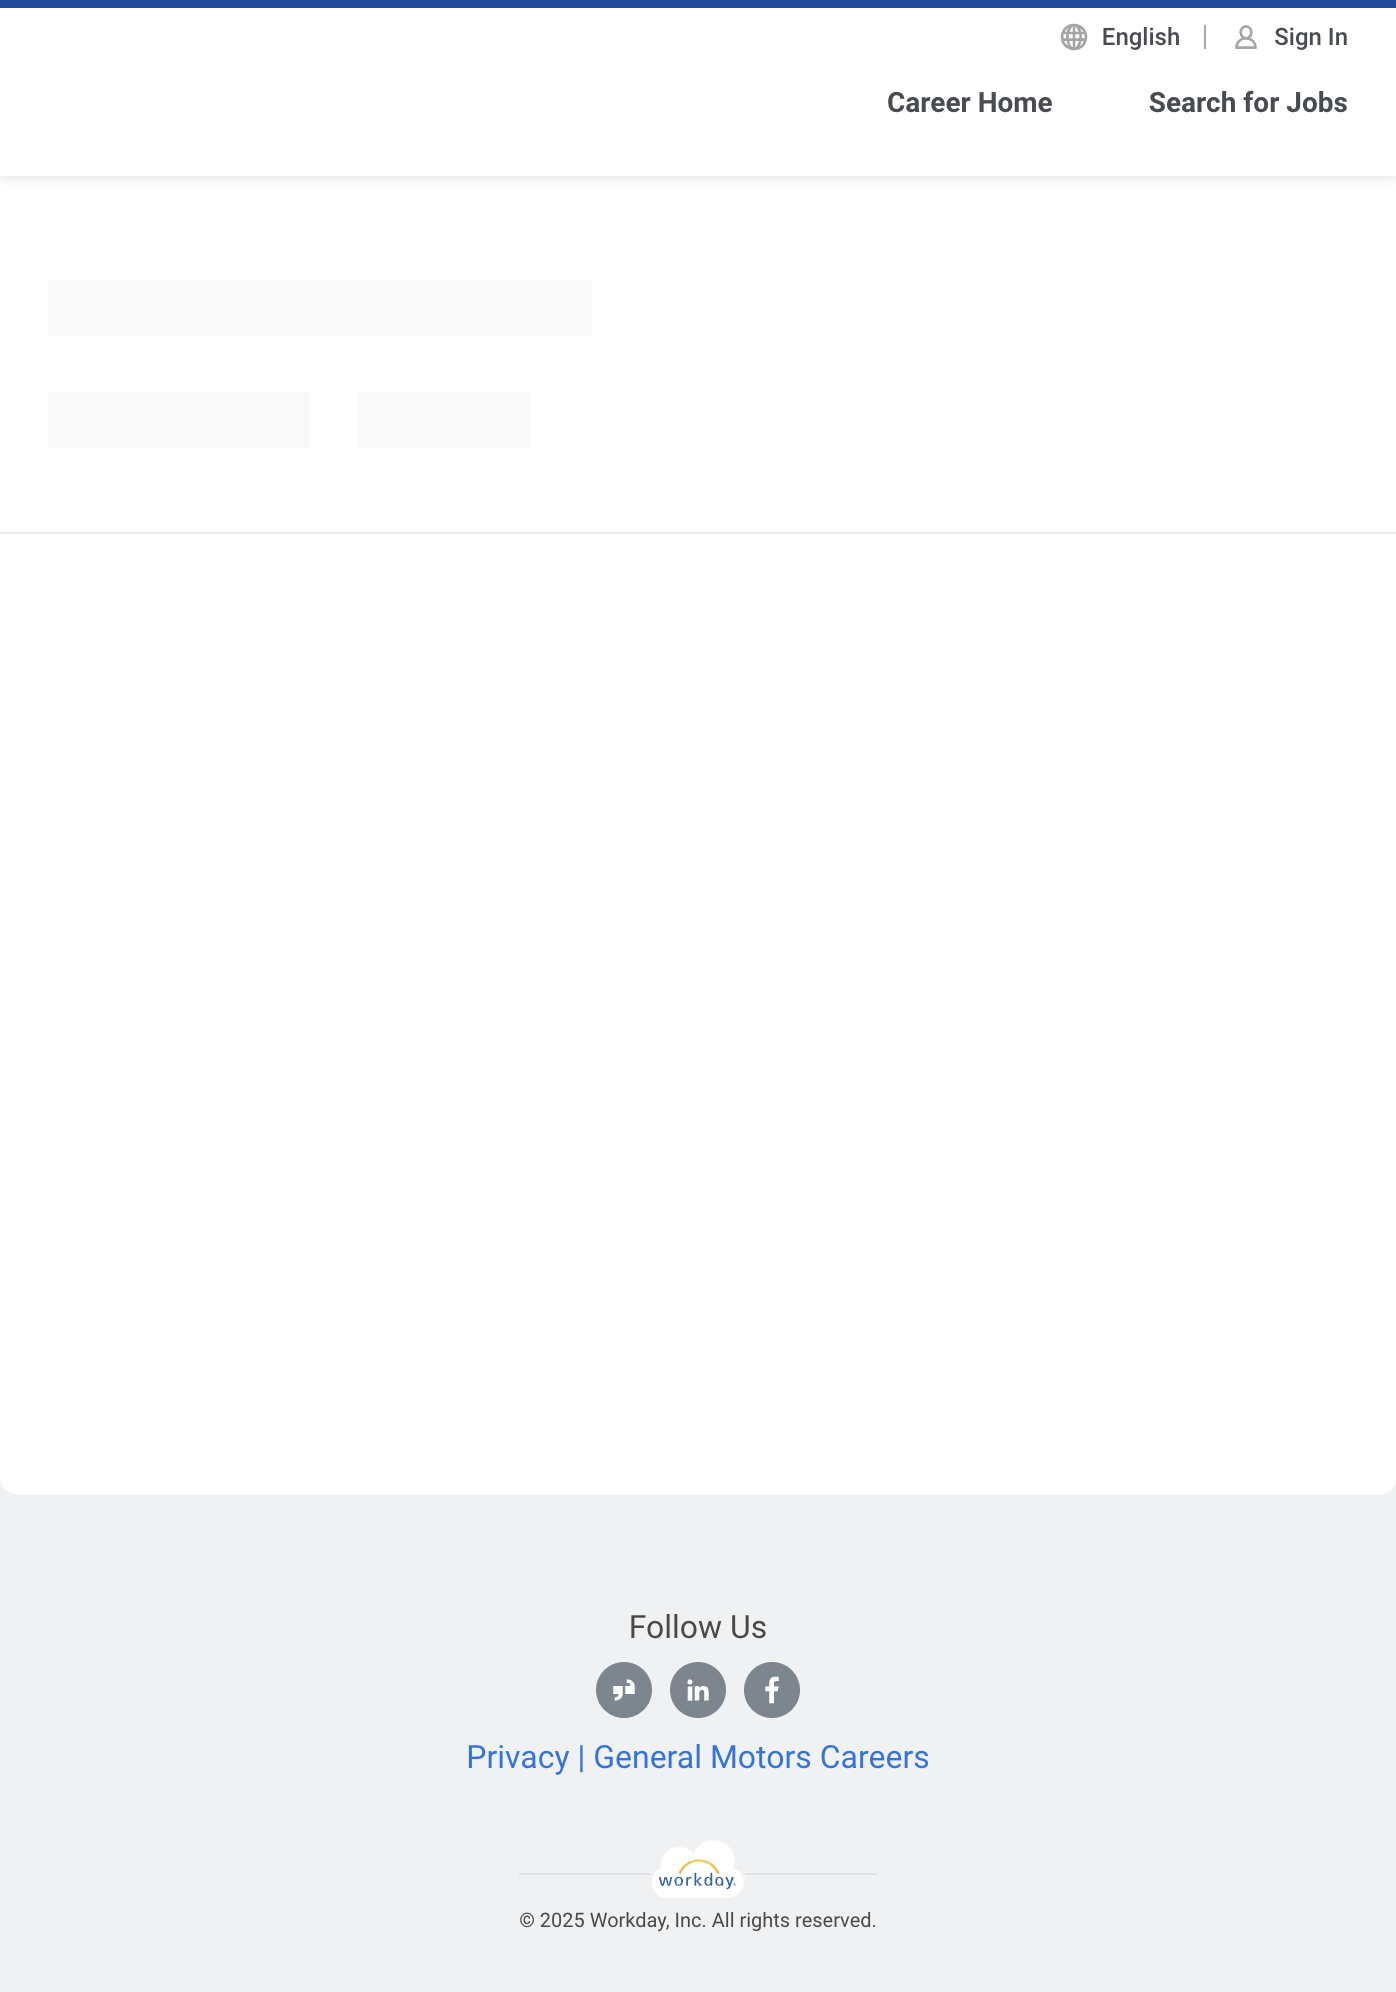 English
Sign In
Career Home
Search for Jobs
Follow Us
Privacy | General Motors Careers
workday.
© 2025 Workday, Inc. All rights reserved.